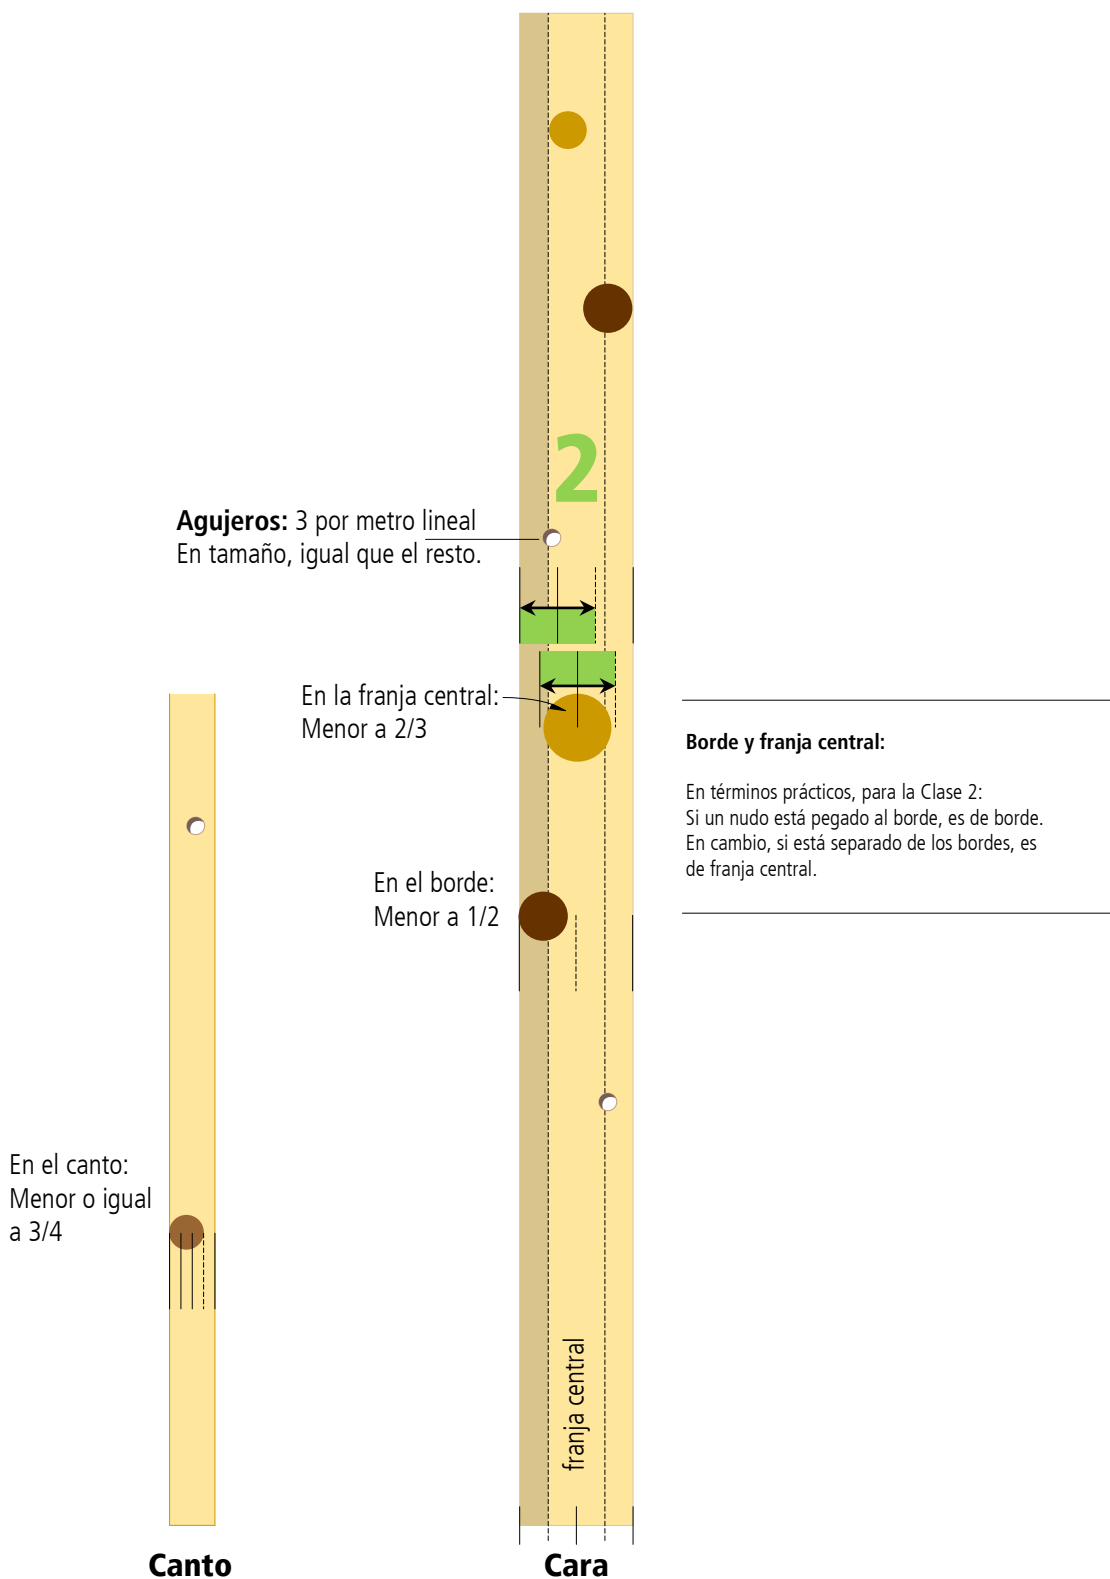 2
Agujeros: 3 por metro lineal
En tamaño, igual que el resto.
En la franja central:
Menor a 2/3
Borde y franja central:
En términos prácticos, para la Clase 2:
Si un nudo está pegado al borde, es de borde.
En cambio, si está separado de los bordes, es
de franja central.
En el borde:
Menor a 1/2
En el canto:
Menor o igual
a 3/4
franja central
Canto
Cara